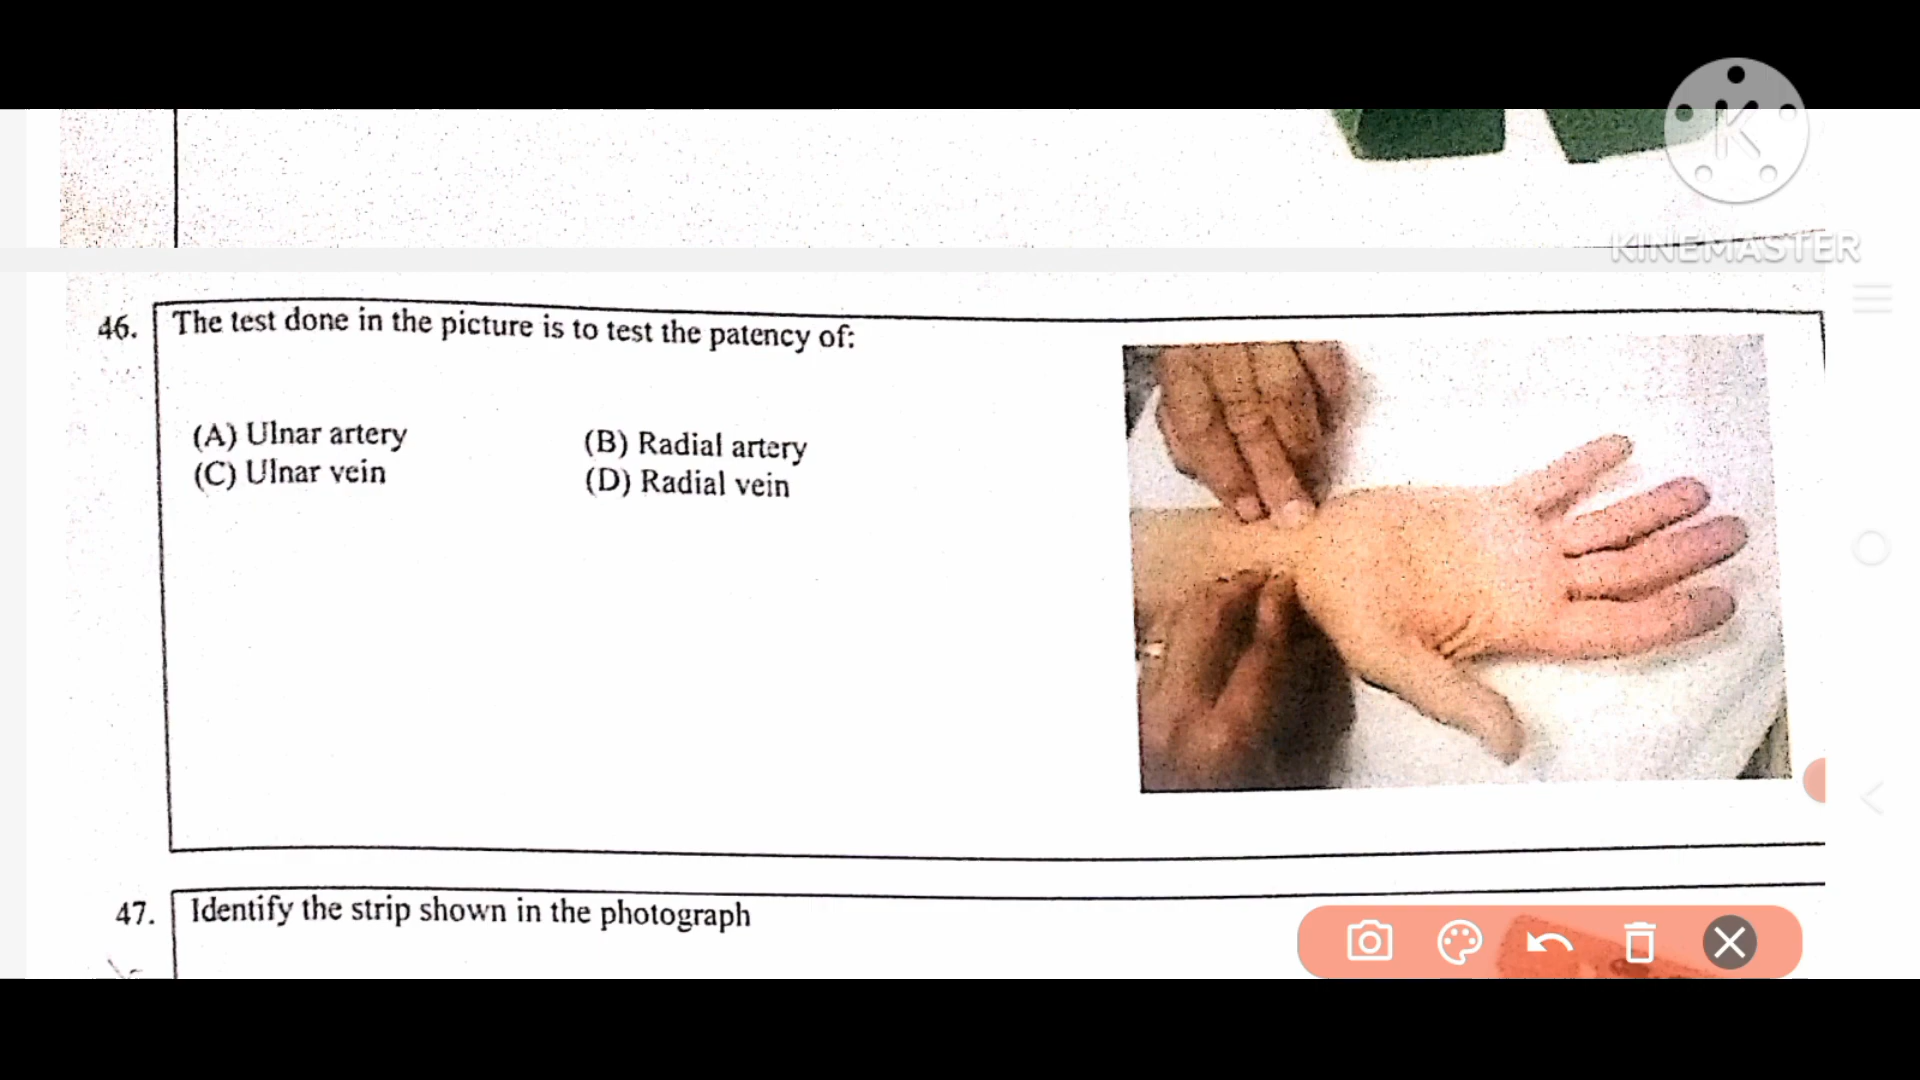 K
KINEMASTER
46. The test done in the picture is to test the patency of:
(A) Ulnar artery (B) Radial artery
(C) Ulnar vein (D) Radial vein
47. Identify the strip shown in the photograph